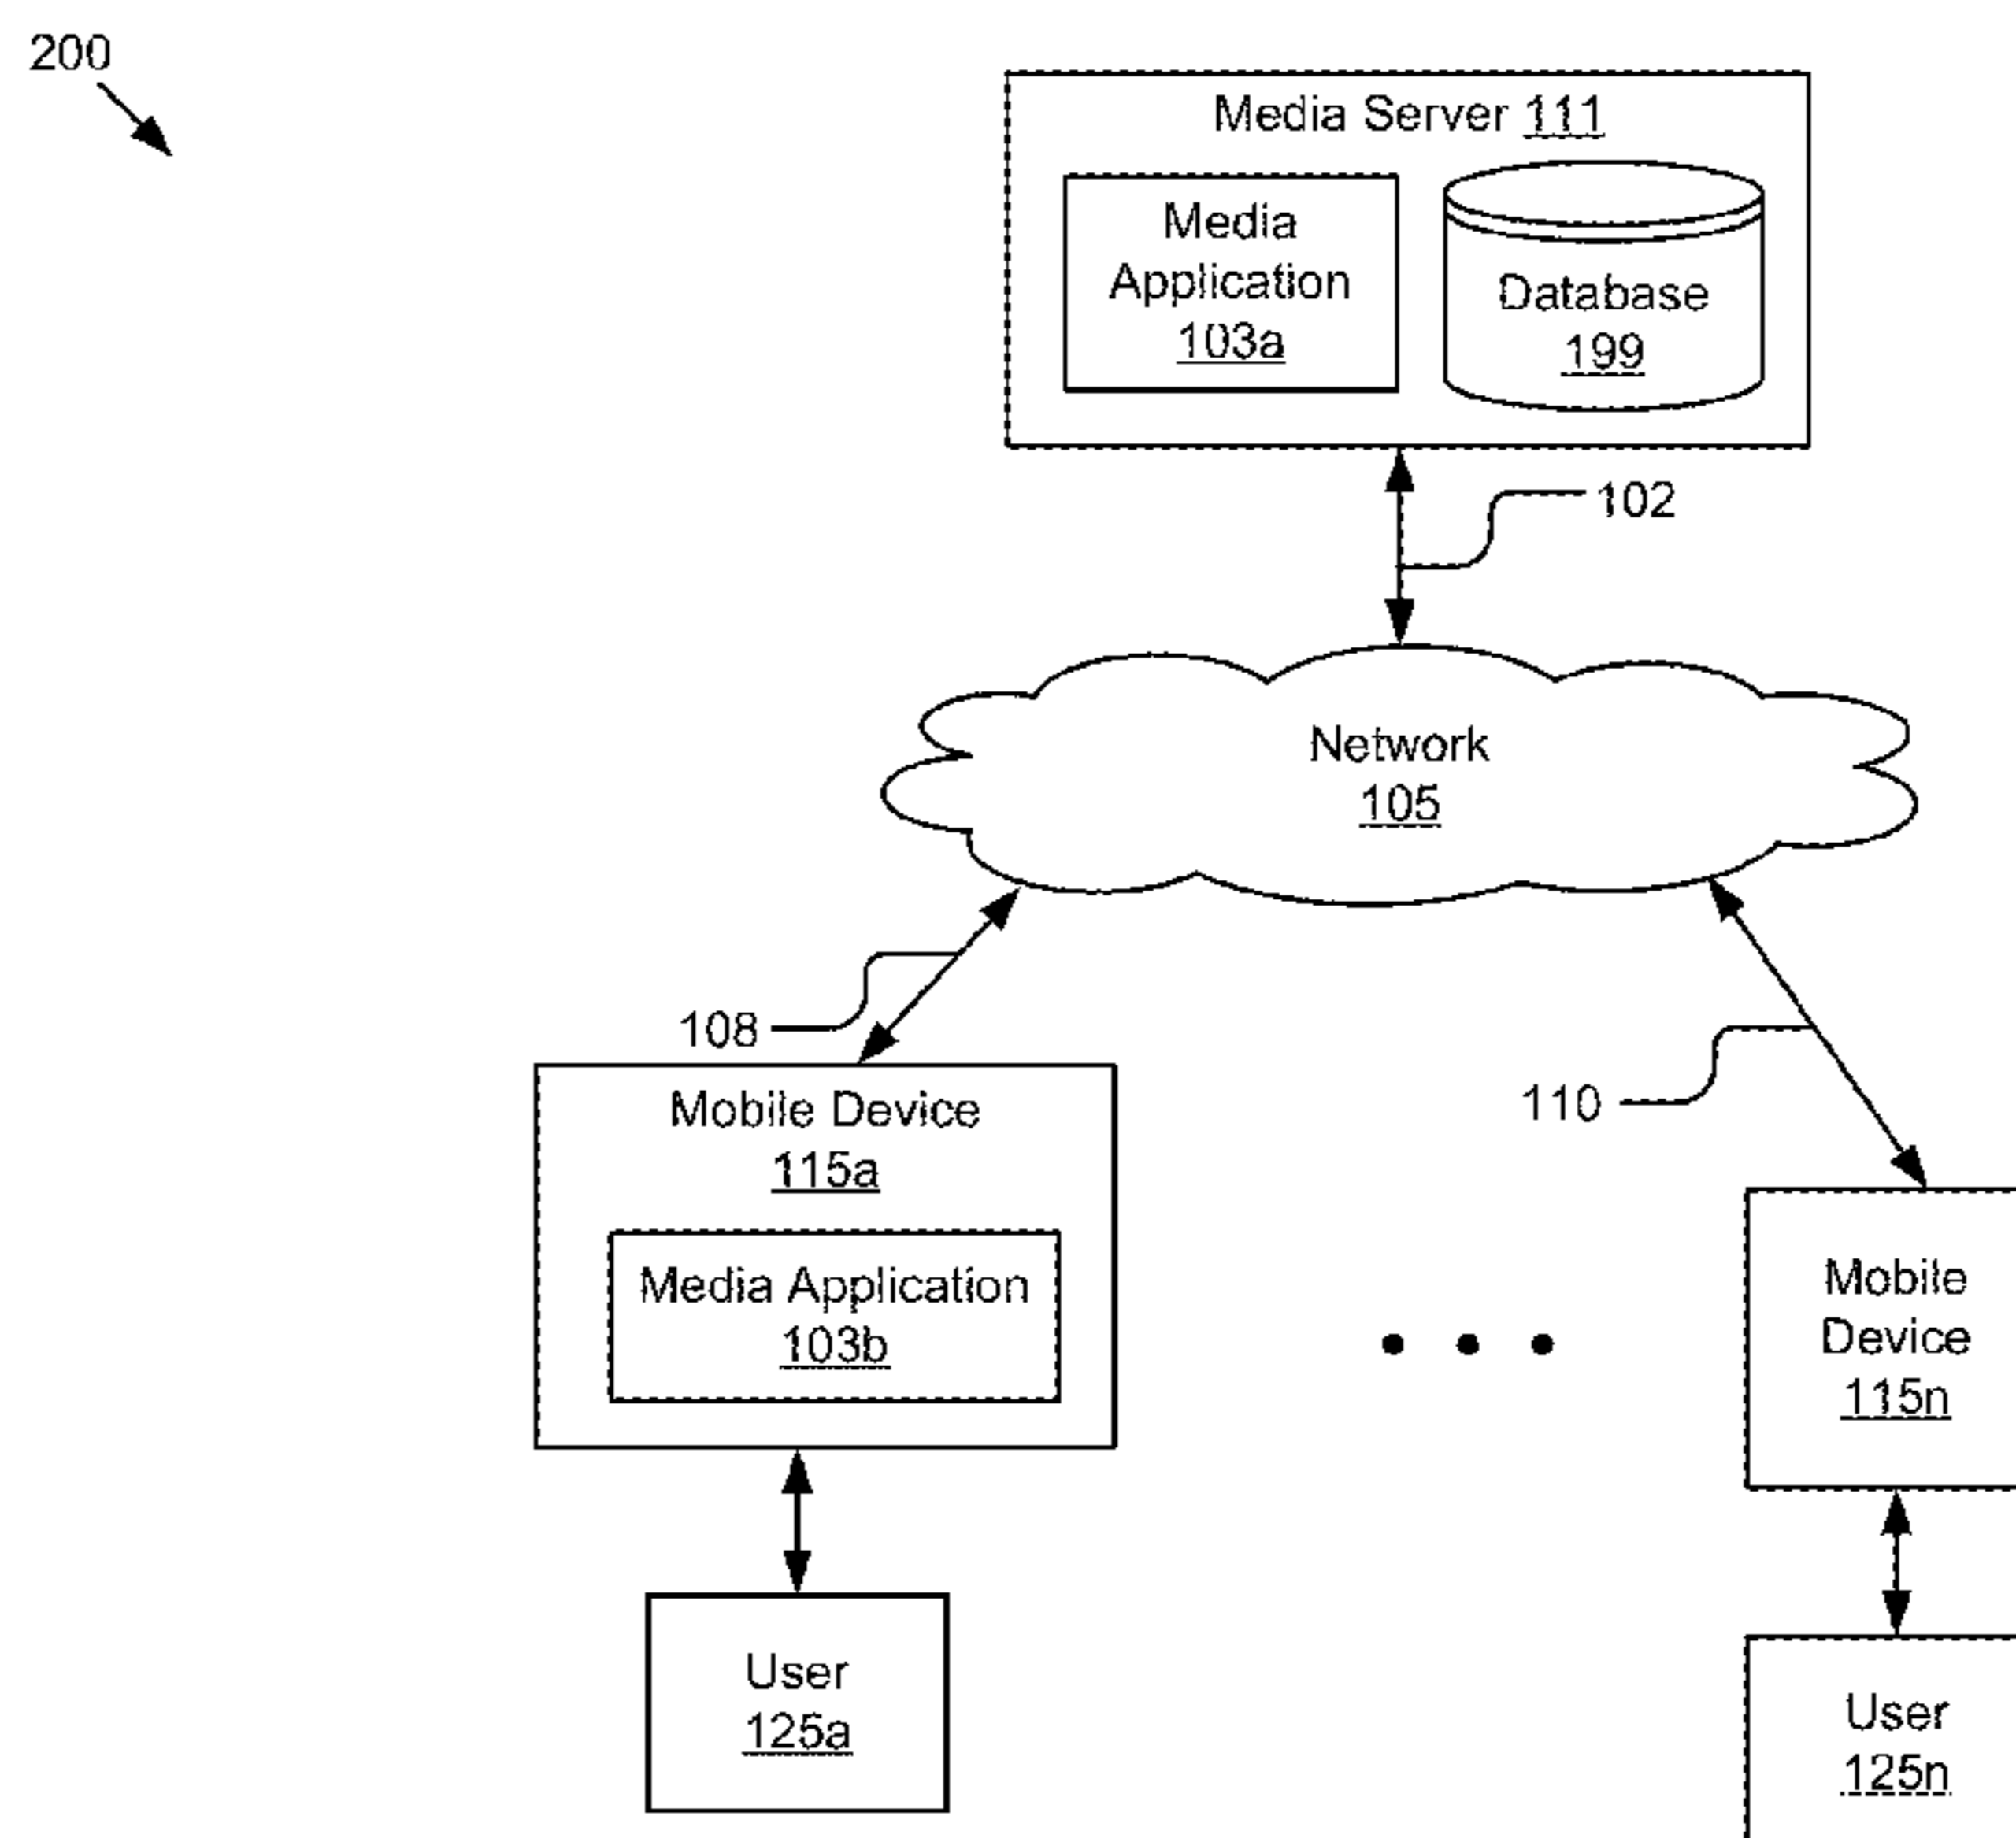 200
Media Server 111
Media
Application
103a
Database
199
102
Network
105
108
110
Mobile Device
115a
Media Application
103b
Mobile
Device
115n
User
125a
User
125n